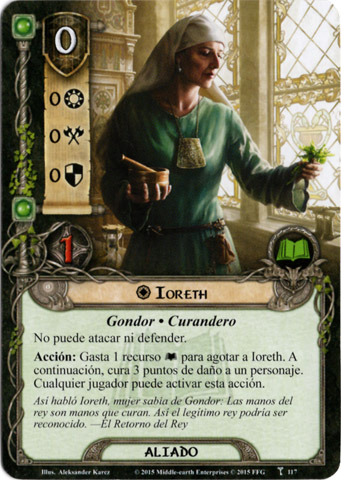 0
0
0
0
1
Ioreth
Gondor • Curandero
No puede atacar ni defender.
Acción: Gasta 1 recurso para agotar a Ioreth. A
continuación, cura 3 puntos de daño a un personaje.
Cualquier jugador puede activar esta acción.
Así habló Ioreth, mujer sabia de Gondor: Las manos del
rey son manos que curan. Así el legítimo rey podría ser
reconocido. —El Retorno del Rey
ALIADO
Illus. Aleksander Karcz © 2015 Middle-earth Enterprises © 2015 FFG 117